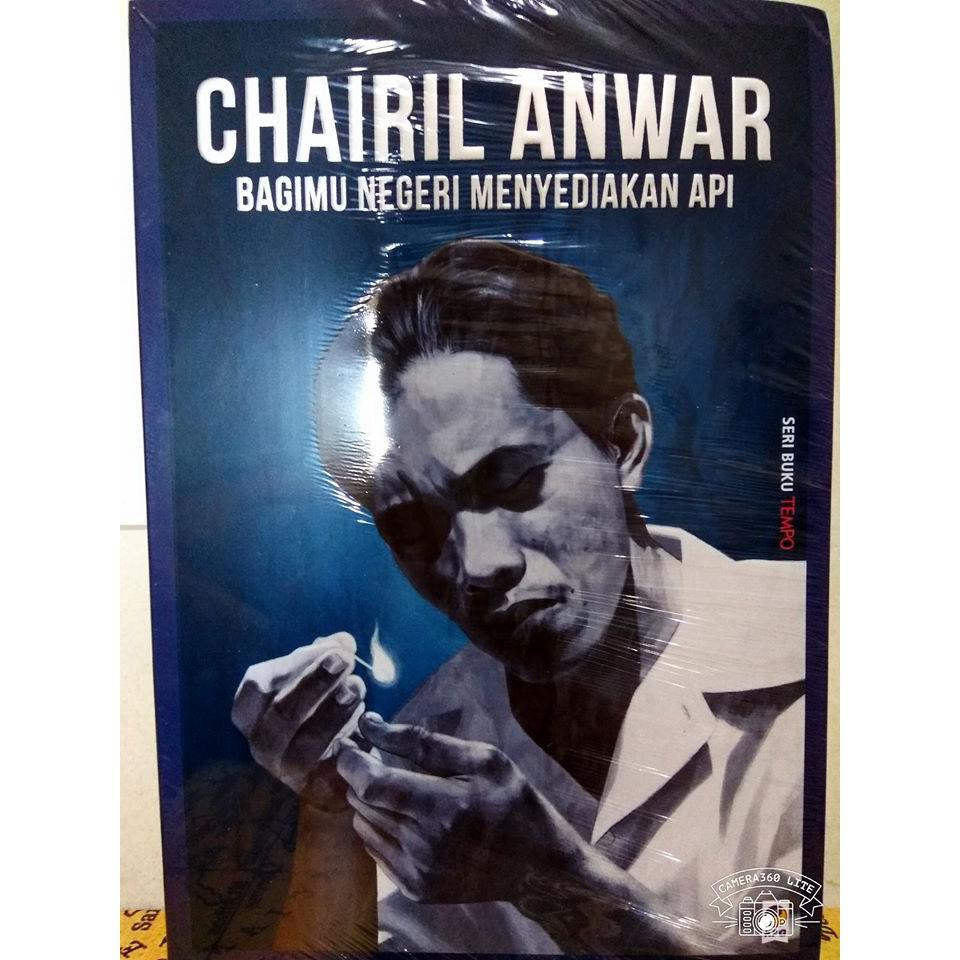 CHAIRIL ANWAR
BAGIMU NEGERI MENYEDIAKAN API
SERI BUKU TEMPO
CAMERA360 LITE